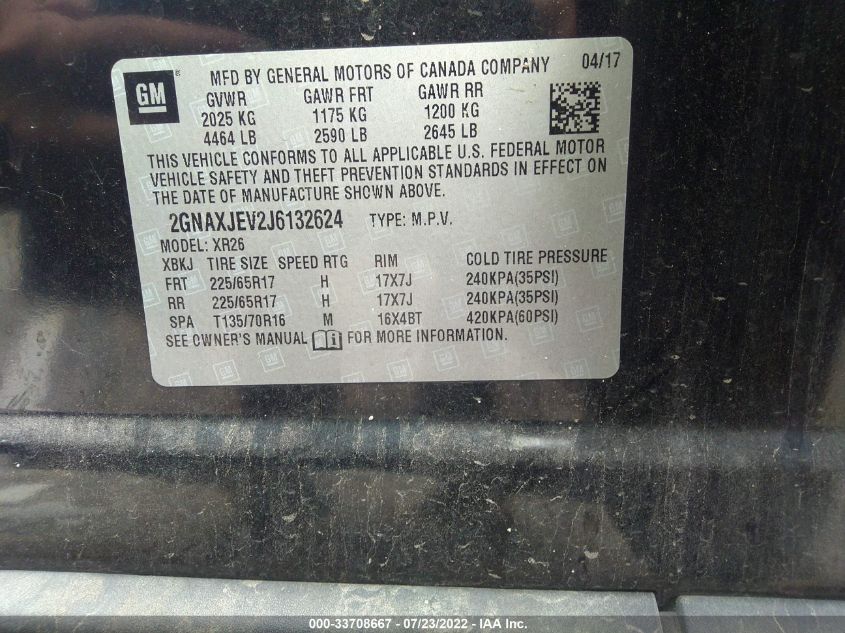 GM
MFD BY GENERAL MOTORS OF CANADA COMPANY 04/17
GVWR GAWR FRT GAWR RR
2025 KG 1175 KG 1200 KG
4464 LB 2590 LB 2645 LB
THIS VEHICLE CONFORMS TO ALL APPLICABLE U.S. FEDERAL MOTOR
VEHICLE SAFETY AND THEFT PREVENTION STANDARDS IN EFFECT ON
THE DATE OF MANUFACTURE SHOWN ABOVE.
2GNAXJEV2J6132624 TYPE: M.P.V.
MODEL: XR26
XBKJ TIRE SIZE SPEED RTG RIM COLD TIRE PRESSURE
FRT 225/65R17 H 17X7J 240KPA(35PSI)
RR 225/65R17 H 17X7J 240KPA(35PSI)
SPA T135/70R16 M 16X4BT 420KPA(60PSI)
SEE OWNER'S MANUAL FOR MORE INFORMATION.
000-33708667 - 07/23/2022 - IAA Inc.